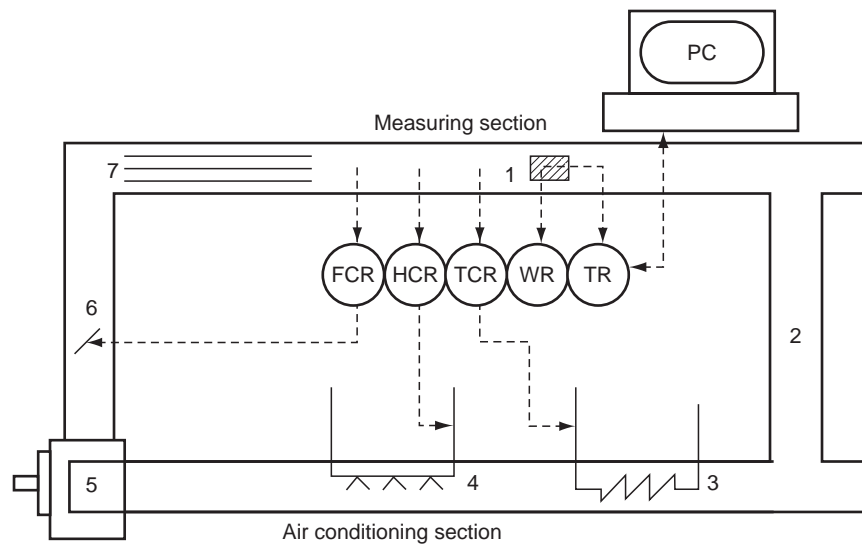 PC
Measuring section
7
1
FCR HCR TCR WR TR
6
2
5
4
3
Air conditioning section